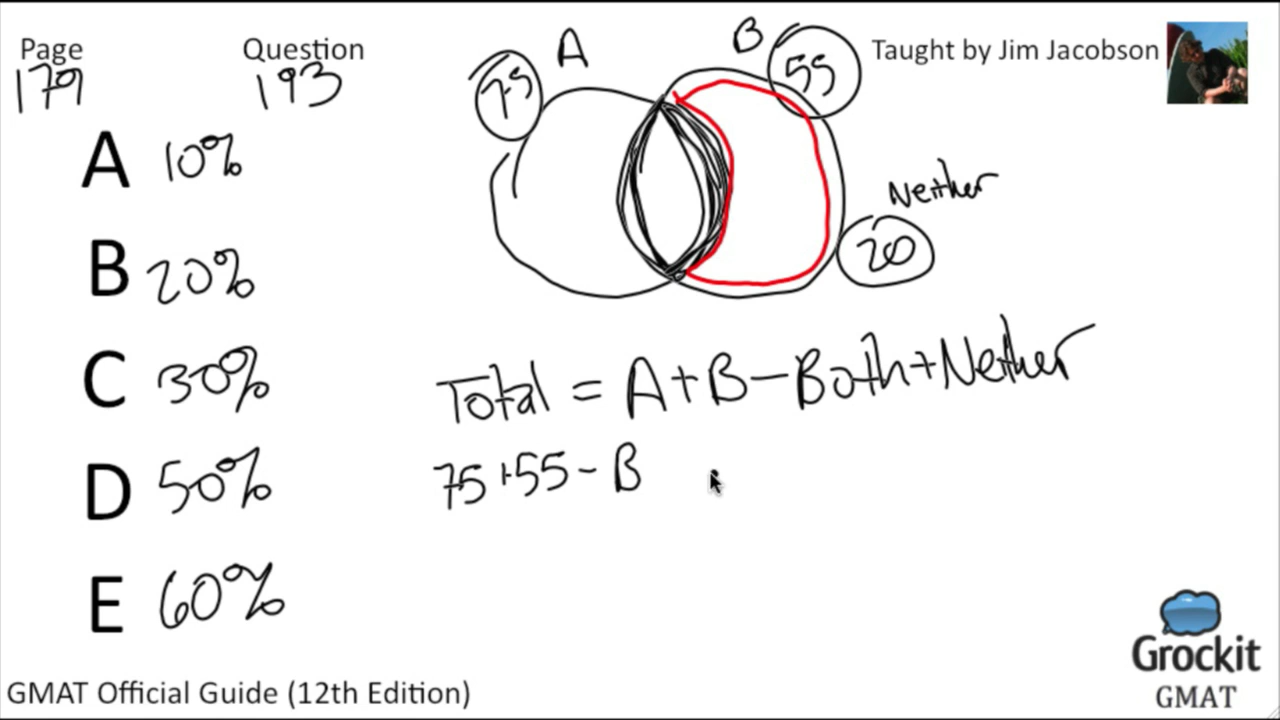 Page
179
Question
193
Taught by Jim Jacobson
A 10%
B 20%
C 30%
D 50%
E 60%
75 A
B 55
Neither
20
Total = A+B-Both+Neither
75+55-B
GMAT Official Guide (12th Edition)
Grockit
GMAT